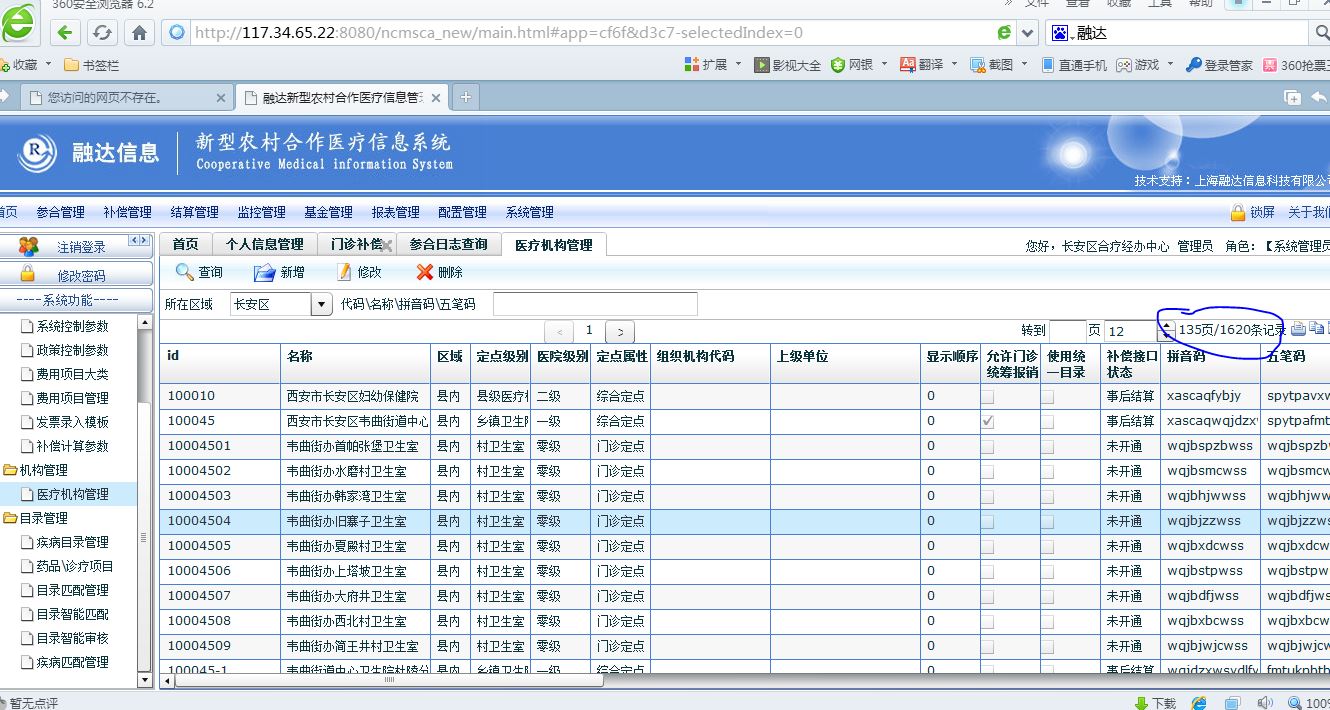 360安全浏览器 6.2
文件 查看 收藏 工具 帮助
http://117.34.65.22:8080/ncmsca_new/main.html#app=cf6f&d3c7-selectedIndex=0
融达
收藏 书签栏 扩展 影视大全 网银 翻译 截图 直通手机 游戏 登录管家 360抢票
您访问的网页不存在。 融达新型农村合作医疗信息管
融达信息
新型农村合作医疗信息系统
Cooperative Medical information System
技术支持：上海融达信息科技有限公司
首页 参合管理 补偿管理 结算管理 监控管理 基金管理 报表管理 配置管理 系统管理 锁屏 关于我们
注销登录
修改密码
----系统功能----
系统控制参数
政策控制参数
费用项目大类
费用项目管理
发票录入模板
补偿计算参数
机构管理
医疗机构管理
目录管理
疾病目录管理
药品\诊疗项目
目录匹配管理
目录智能匹配
目录智能审核
疾病匹配管理
首页 个人信息管理 门诊补偿 参合日志查询 医疗机构管理
您好，长安区合疗经办中心 管理员 角色：【系统管理员
查询 新增 修改 删除
所在区域 长安区 代码\名称\拼音码\五笔码
< 1 > 转到 页 12 135页/1620条记录
id 名称 区域 定点级别 医院级别 定点属性 组织机构代码 上级单位 显示顺序 允许门诊统筹报销 使用统一目录 补偿接口状态 拼音码 五笔码
100010 西安市长安区妇幼保健院 县内 县级医疗 二级 综合定点 0 事后结算 xascaqfybjy spytpavxw
100045 西安市长安区韦曲街道中心 县内 乡镇卫生院 一级 综合定点 0 事后结算 xascaqwqjdzx spytpafmt
10004501 韦曲街办首帕张堡卫生室 县内 村卫生室 零级 门诊定点 0 未开通 wqjbspzbwss wqjbspzb
10004502 韦曲街办水磨村卫生室 县内 村卫生室 零级 门诊定点 0 未开通 wqjbsmcwss wqjbsmcw
10004503 韦曲街办韩家湾卫生室 县内 村卫生室 零级 门诊定点 0 未开通 wqjbhjwwss wqjbhjww
10004504 韦曲街办旧寨子卫生室 县内 村卫生室 零级 门诊定点 0 未开通 wqjbjzzwss wqjbjzzws
10004505 韦曲街办夏殿村卫生室 县内 村卫生室 零级 门诊定点 0 未开通 wqjbxdcwss wqjbxdcw
10004506 韦曲街办上塔坡卫生室 县内 村卫生室 零级 门诊定点 0 未开通 wqjbstpwss wqjbstpw
10004507 韦曲街办大府井卫生室 县内 村卫生室 零级 门诊定点 0 未开通 wqjbdfjwss wqjbdfjws
10004508 韦曲街办西北村卫生室 县内 村卫生室 零级 门诊定点 0 未开通 wqjbxbcwss wqjbxbcw
10004509 韦曲街办简王井村卫生室 县内 村卫生室 零级 门诊定点 0 未开通 wqjbjwjcwss wqjbjwjc
100045-1 韦曲街道中心卫生院杜陵分 县内 乡镇卫生院 一级 综合定点 0 事后结算
暂无点评 下载 100%